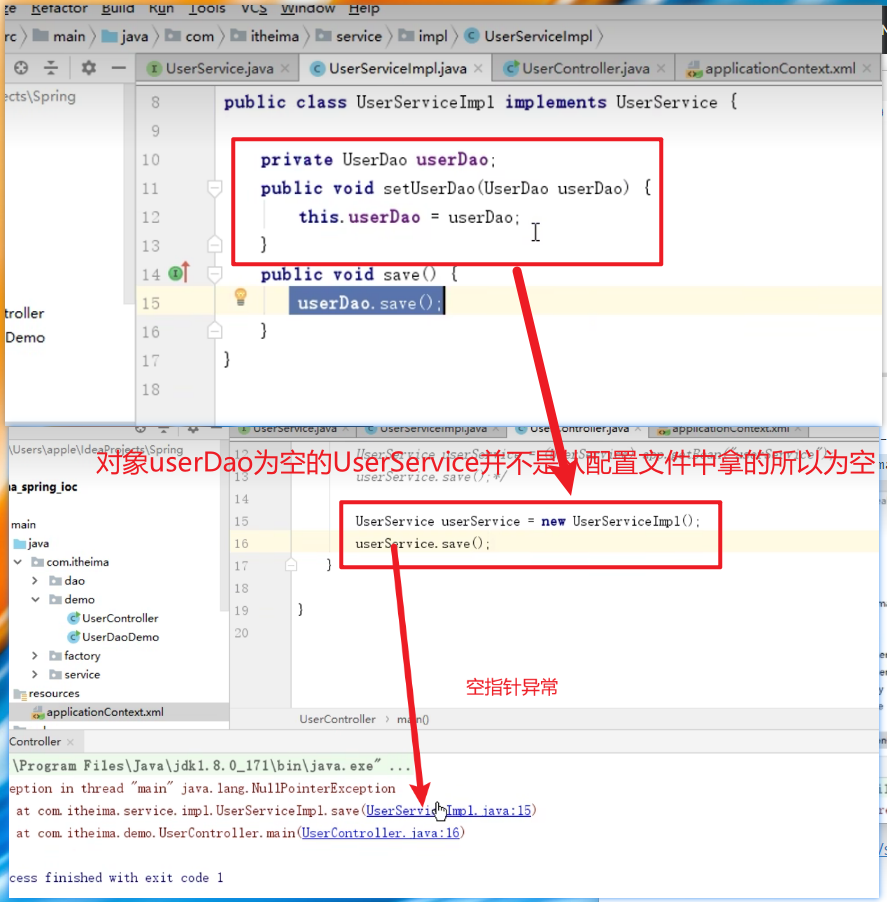 Refactor Build Run Tools VCS Window Help
main java com itheima service impl UserServiceImpl
UserService.java UserServiceImpl.java UserController.java applicationContext.xml
ects\Spring
8 public class UserServiceImpl implements UserService {
9
10 private UserDao userDao;
11 public void setUserDao(UserDao userDao) {
12 this.userDao = userDao;
13 }
14 public void save() {
15 userDao.save();
16 }
17 }
18
troller
Demo
UserService.java UserServiceImpl.java UserController.java applicationContext.xml
\Users\apple\IdeaProjects\Spring
对象userDao为空的UserService并不是从配置文件中拿的所以为空
12 UserService userService =
13 userService.save();*/
14
15 UserService userService = new UserServiceImpl();
16 userService.save();
17 }
18
19 }
20
a_spring_ioc
main
java
com.itheima
dao
demo
UserController
UserDaoDemo
factory
service
resources
applicationContext.xml
空指针异常
UserController main()
Controller
\Program Files\Java\jdk1.8.0_171\bin\java.exe" ...
eption in thread "main" java.lang.NullPointerException
at com.itheima.service.impl.UserServiceImpl.save(UserServiceImpl.java:15)
at com.itheima.demo.UserController.main(UserController.java:16)
cess finished with exit code 1